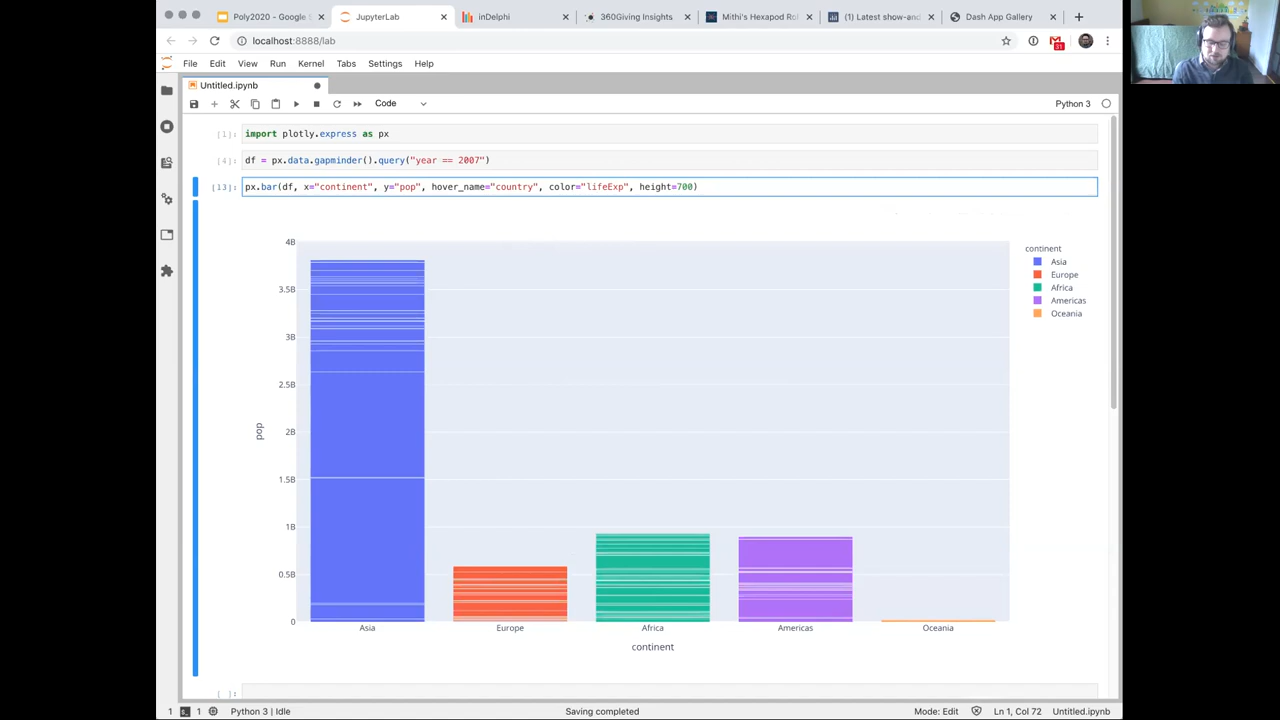 Poly2020 - Google S
JupyterLab
inDelphi
360Giving Insights
Mithi's Hexapod Ro
(1) Latest show-and
Dash App Gallery
localhost:8888/lab
31
File Edit View Run Kernel Tabs Settings Help
Untitled.ipynb
Code
Python 3
[1]: import plotly.express as px
[4]: df = px.data.gapminder().query("year == 2007")
[13]: px.bar(df, x="continent", y="pop", hover_name="country", color="lifeExp", height=700)
4B
3.5B
3B
2.5B
2B
1.5B
1B
0.5B
0
pop
Asia Europe Africa Americas Oceania
continent
continent
Asia
Europe
Africa
Americas
Oceania
[ ]:
1 1 Python 3 | Idle Saving completed Mode: Edit Ln 1, Col 72 Untitled.ipynb